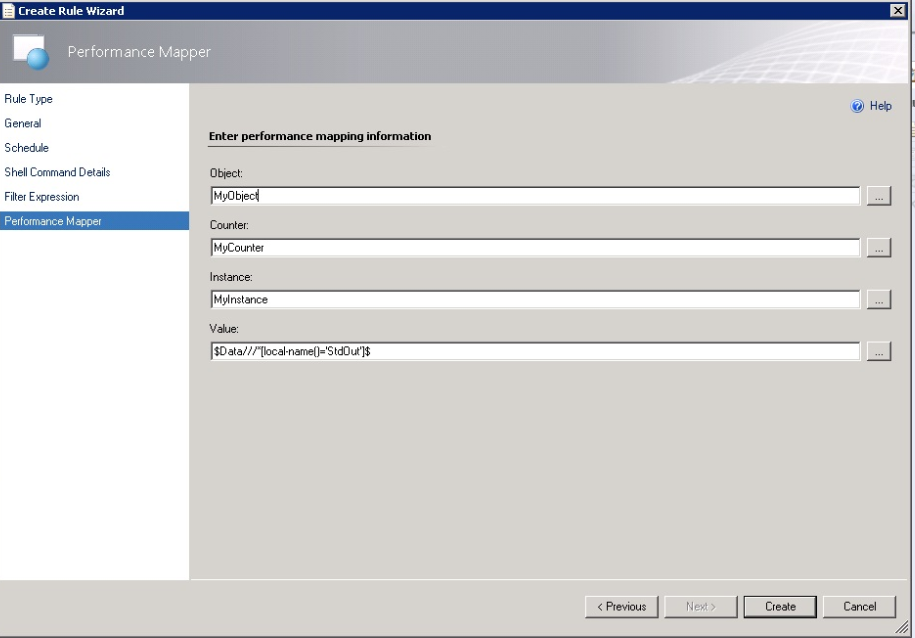 Create Rule Wizard
Performance Mapper
Rule Type
General
Schedule
Shell Command Details
Filter Expression
Performance Mapper
Help
Enter performance mapping information
Object:
MyObject
...
Counter:
MyCounter
...
Instance:
MyInstance
...
Value:
$Data///*[local-name()='StdOut']$
...
< Previous
Next >
Create
Cancel